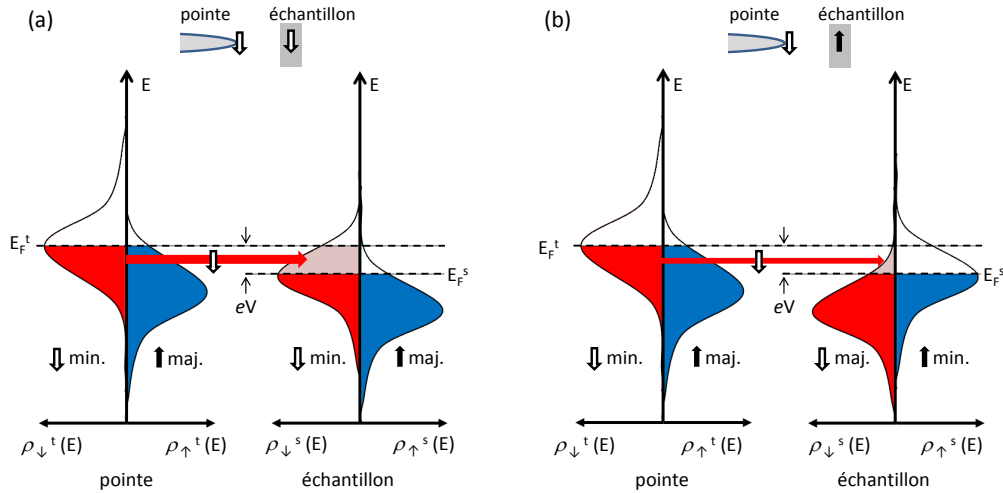 (a)
pointe
échantillon
E
E
E_F^t
E_F^s
eV
⇩ min.
⬆ maj.
⇩ min.
⬆ maj.
ρ↓^t (E)
ρ↑^t (E)
ρ↓^s (E)
ρ↑^s (E)
pointe
échantillon
(b)
pointe
échantillon
E
E
E_F^t
E_F^s
eV
⇩ min.
⬆ maj.
⇩ maj.
⬆ min.
ρ↓^t (E)
ρ↑^t (E)
ρ↓^s (E)
ρ↑^s (E)
pointe
échantillon